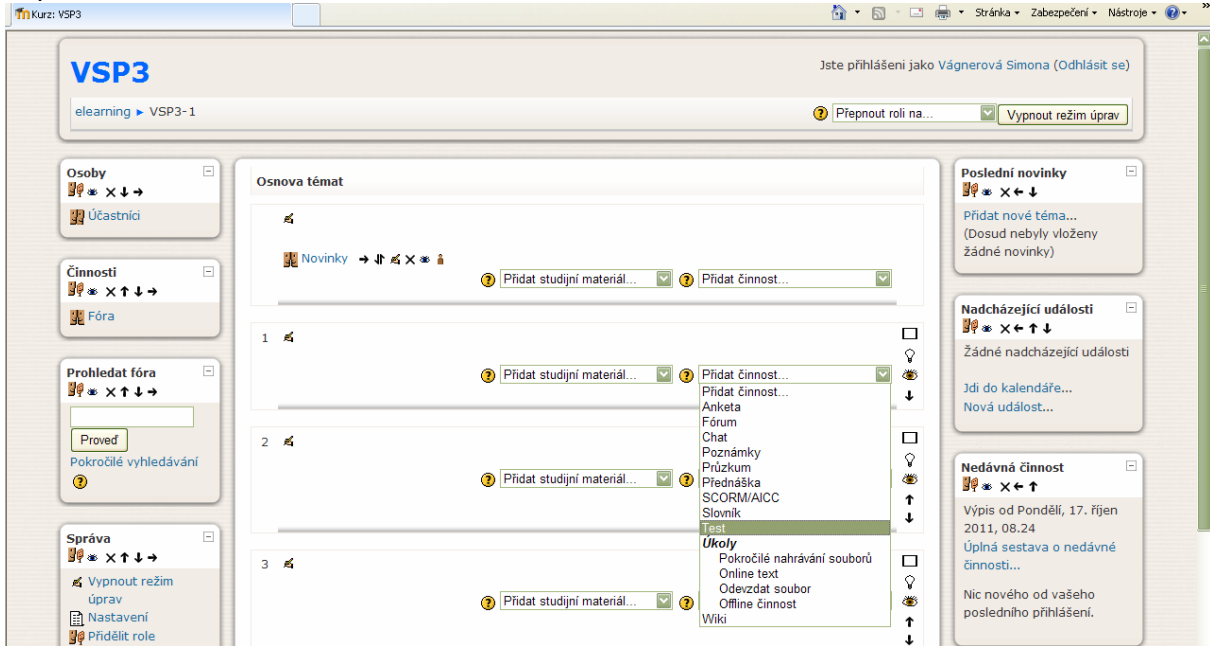 Kurz: VSP3
Stránka
Zabezpečení
Nástroje
»
VSP3
Jste přihlášeni jako Vágnerová Simona (Odhlásit se)
elearning ► VSP3-1
Přepnout roli na...
Vypnout režim úprav
Osoby
Účastníci
Činnosti
Fóra
Prohledat fóra
Proveď
Pokročilé vyhledávání
Správa
Vypnout režim
úprav
Nastavení
Přidělit role
Osnova témat
Novinky
Přidat studijní materiál...
Přidat činnost...
1
Přidat studijní materiál...
Přidat činnost...
Přidat činnost...
Anketa
Fórum
Chat
Poznámky
Průzkum
Přednáška
SCORM/AICC
Slovník
Test
Úkoly
Pokročilé nahrávání souborů
Online text
Odevzdat soubor
Offline činnost
Wiki
2
Přidat studijní materiál...
3
Přidat studijní materiál...
Poslední novinky
Přidat nové téma...
(Dosud nebyly vloženy
žádné novinky)
Nadcházející události
Žádné nadcházející události
Jdi do kalendáře...
Nová událost...
Nedávná činnost
Výpis od Pondělí, 17. říjen
2011, 08.24
Úplná sestava o nedávné
činnosti...
Nic nového od vašeho
posledního přihlášení.